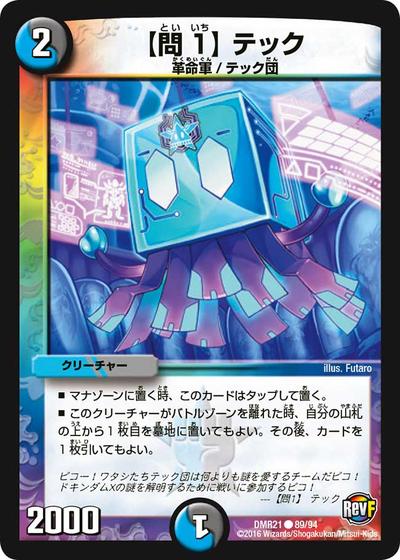 2
とい いち
【問 1】 テック
かくめいぐん だん
革命軍 / テック団
クリーチャー
illus. Futaro
■ マナゾーンに置く時、このカードはタップして置く。
■ このクリーチャーがバトルゾーンを離れた時、自分の山札
の上から1枚目を墓地に置いてもよい。その後、カードを
1枚引いてもよい。
ピコー！ワタシたちテック団は何よりも謎を愛するチームだピコ！
ドキンダムXの謎を解明するために戦いに参加するピコ！
---【問1】 テック
2000
1
DMR21 ● 89/94
©2016 Wizards/Shogakukan/Mitsui-Kids
RevF